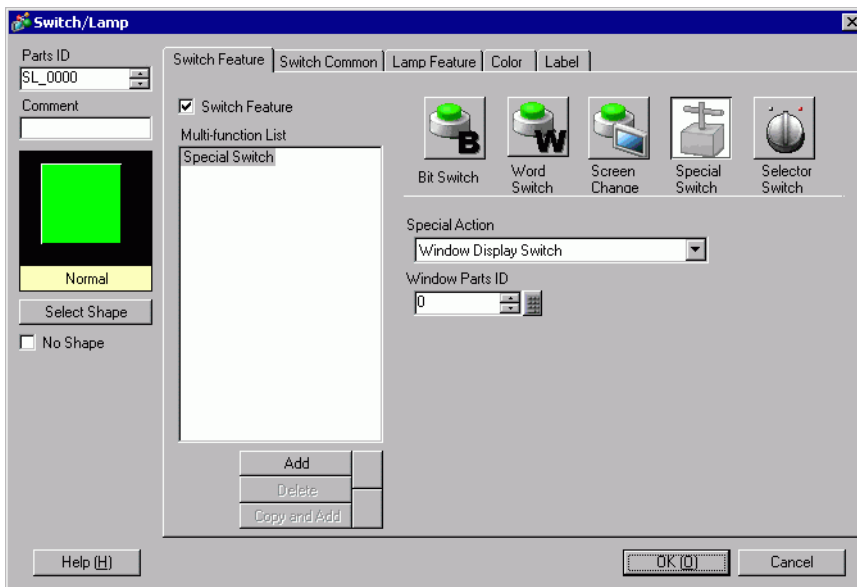 Switch/Lamp
Parts ID
SL_0000
Comment
Normal
Select Shape
No Shape
Switch Feature Switch Common Lamp Feature Color Label
Switch Feature
Multi-function List
Special Switch
Add
Delete
Copy and Add
B W
Bit Switch Word Switch Screen Change Special Switch Selector Switch
Special Action
Window Display Switch
Window Parts ID
0
Help (H) OK (O) Cancel